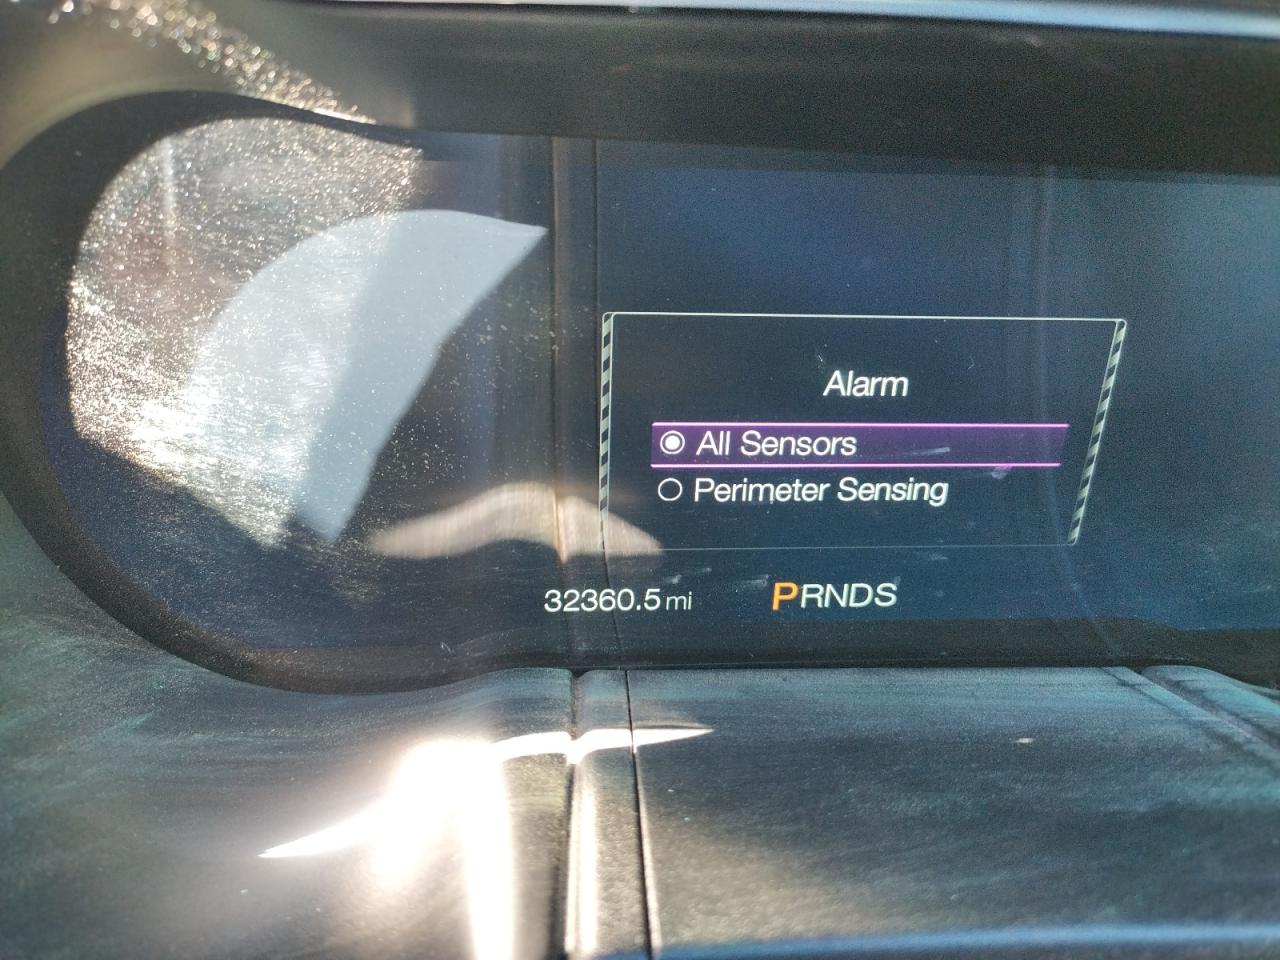 Alarm
All Sensors
Perimeter Sensing
32360.5 mi
PRNDS